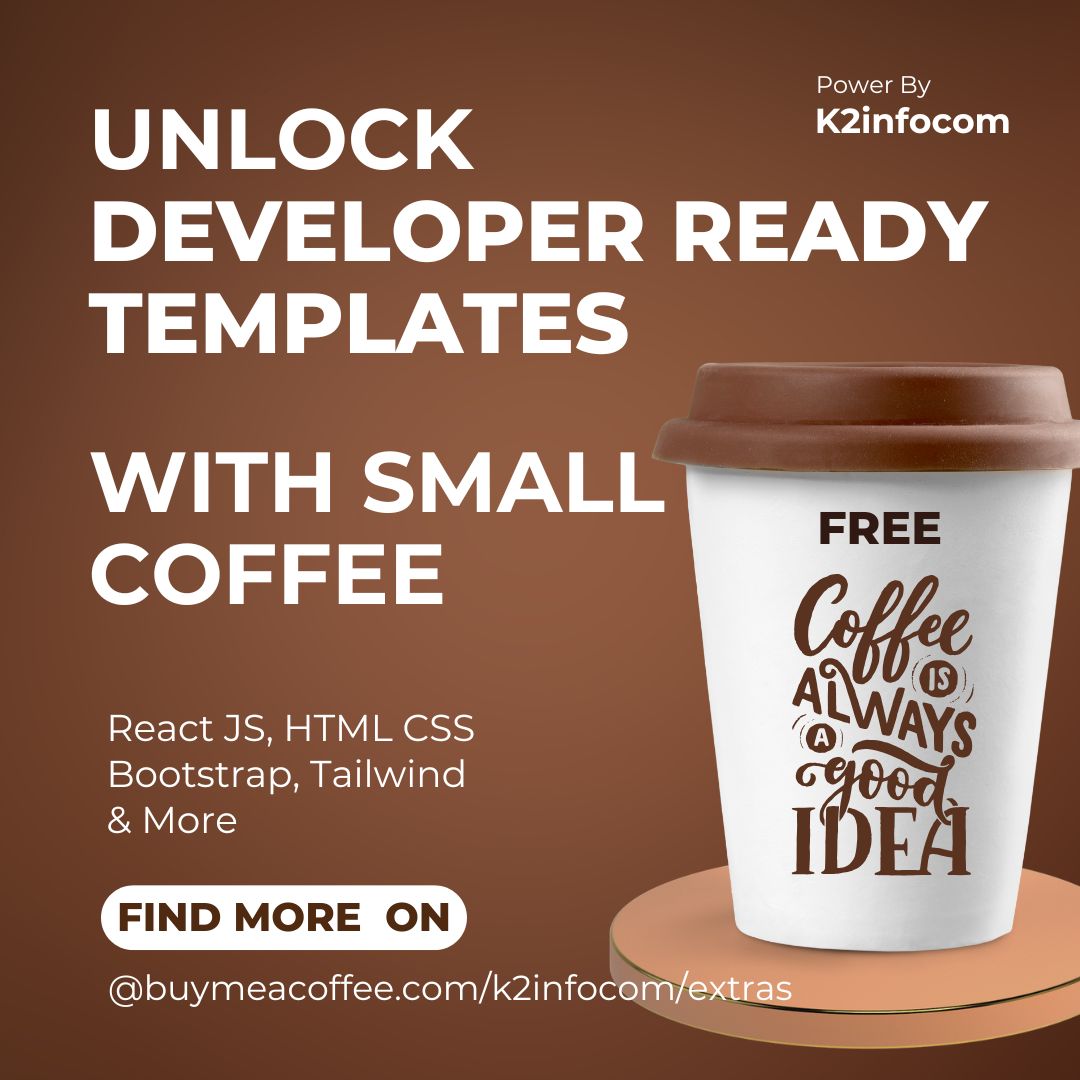 Power By
K2infocom
UNLOCK
DEVELOPER READY
TEMPLATES
WITH SMALL
COFFEE
FREE
Coffee
IS
ALWAYS
A
good
IDEA
React JS, HTML CSS
Bootstrap, Tailwind
& More
FIND MORE ON
@buymeacoffee.com/k2infocom/extras